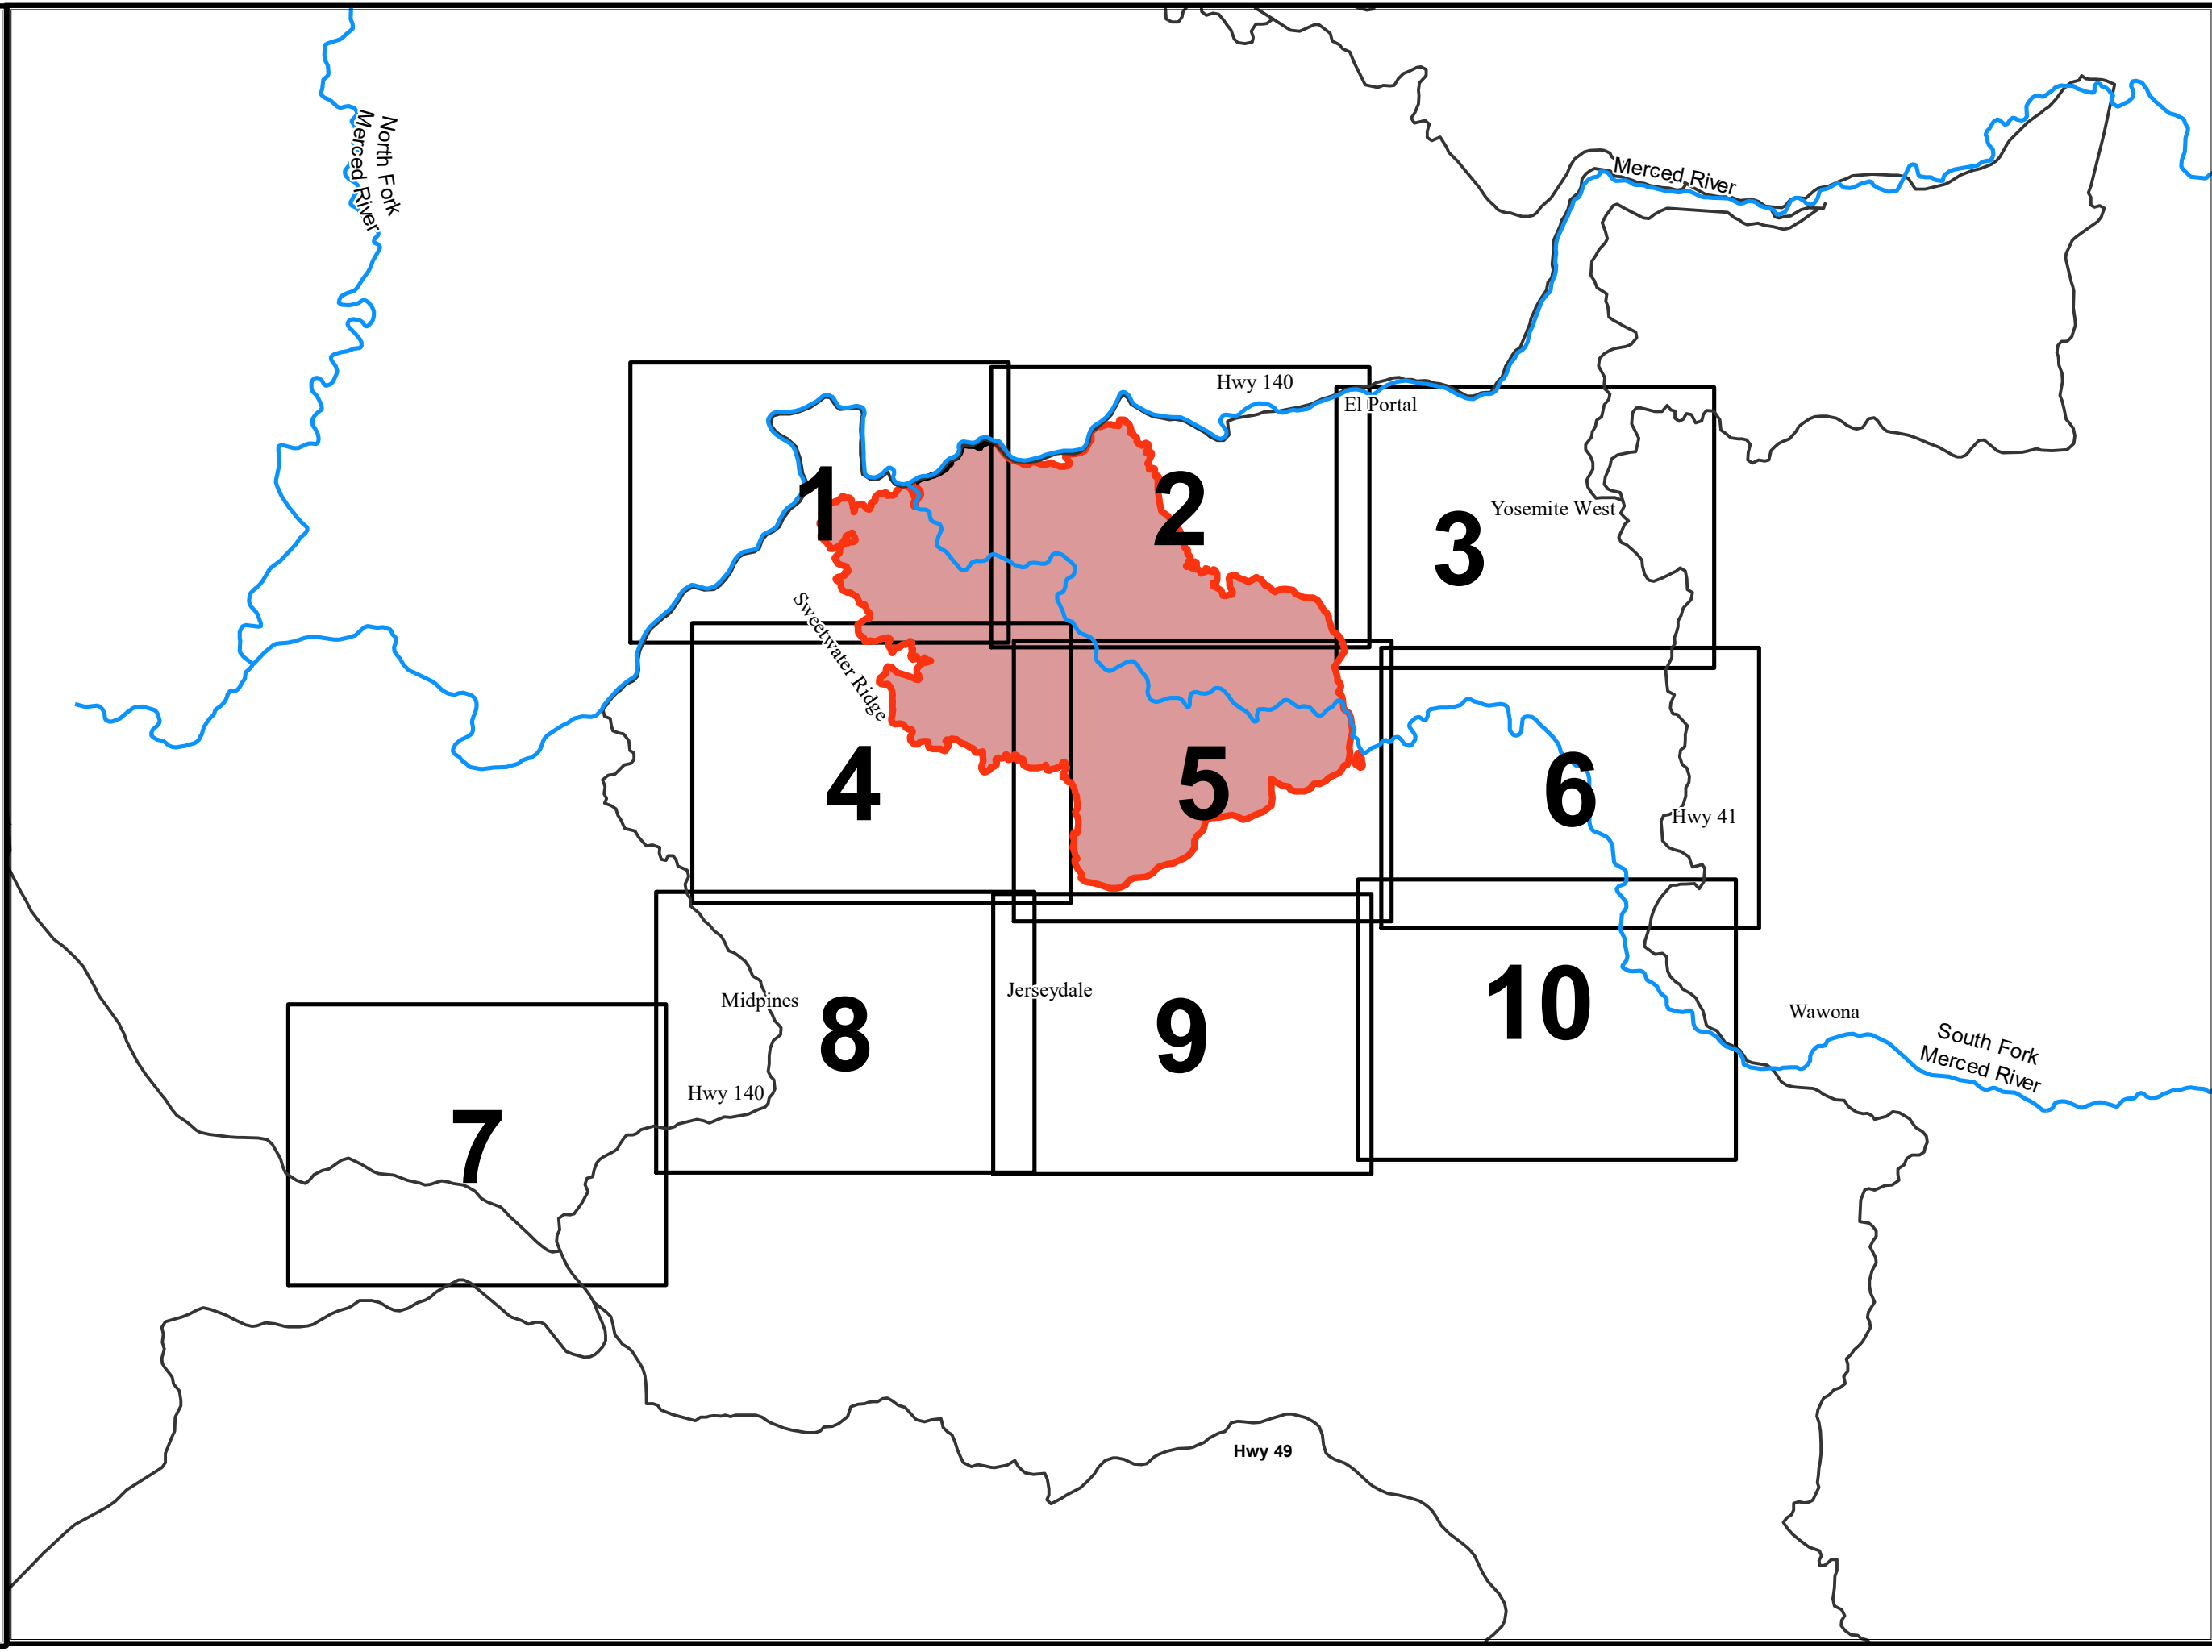 North Fork
Merced River
Merced River
Hwy 140
El Portal
1
2
3
Yosemite West
Sweetwater Ridge
4
5
6
Hwy 41
7
8
9
10
Midpines
Jerseydale
Wawona
South Fork
Merced River
Hwy 140
Hwy 49